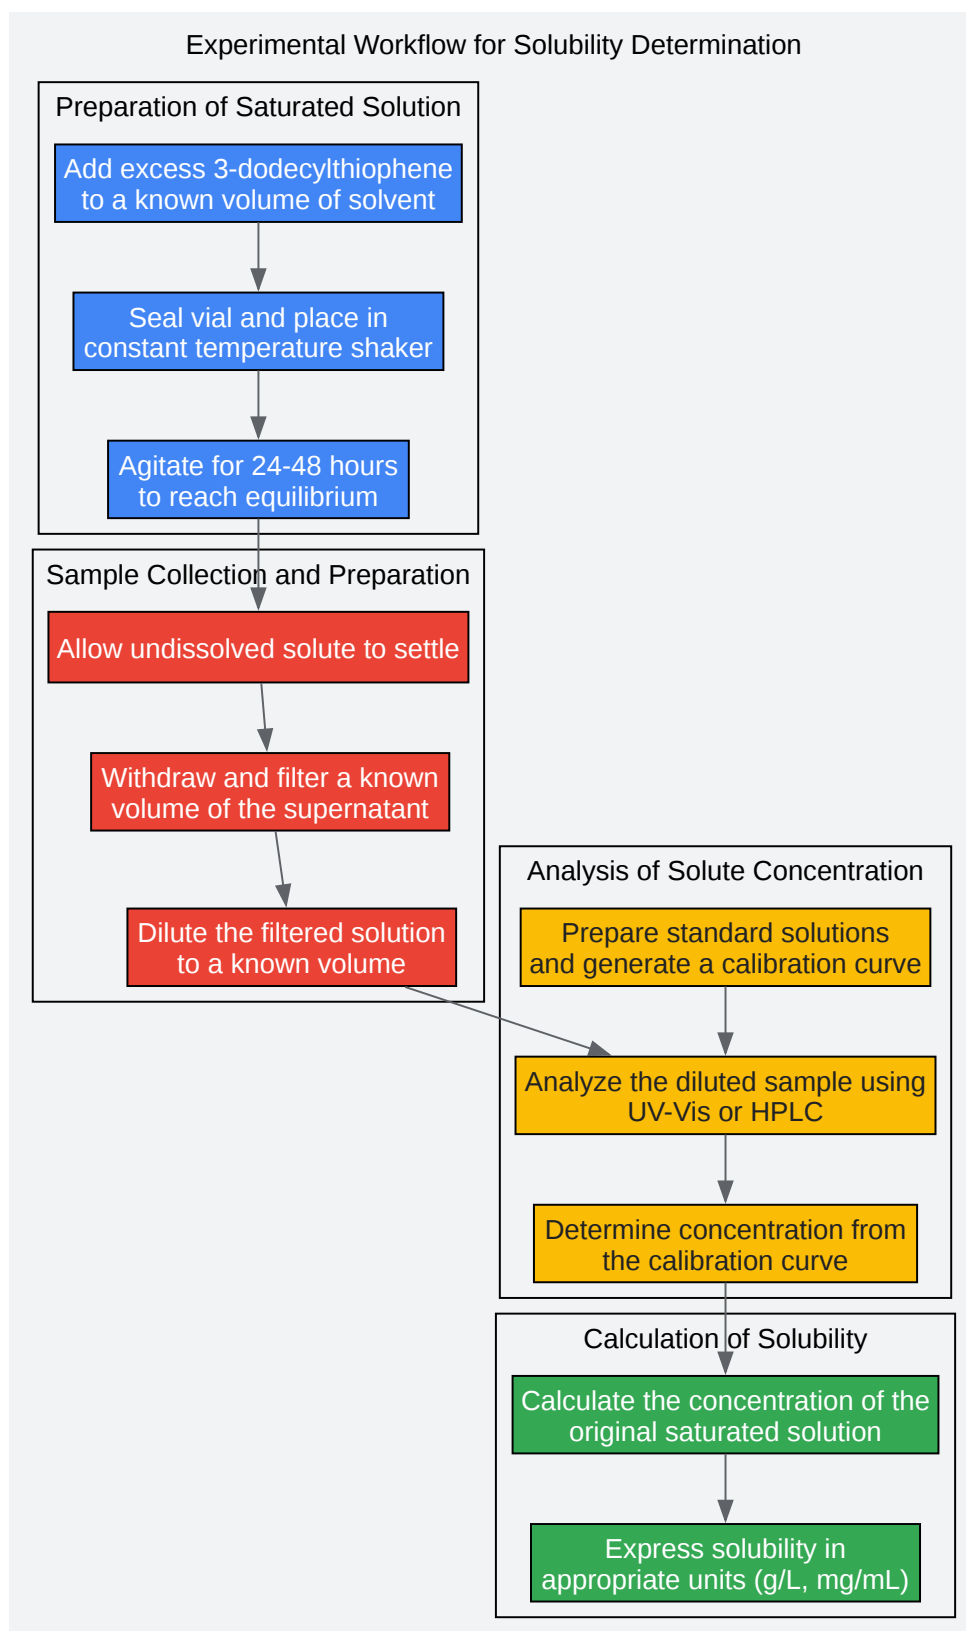 Experimental Workflow for Solubility Determination
Preparation of Saturated Solution
Add excess 3-dodecylthiophene
to a known volume of solvent
Seal vial and place in
constant temperature shaker
Agitate for 24-48 hours
to reach equilibrium
Sample Collection and Preparation
Allow undissolved solute to settle
Withdraw and filter a known
volume of the supernatant
Dilute the filtered solution
to a known volume
Analysis of Solute Concentration
Prepare standard solutions
and generate a calibration curve
Analyze the diluted sample using
UV-Vis or HPLC
Determine concentration from
the calibration curve
Calculation of Solubility
Calculate the concentration of the
original saturated solution
Express solubility in
appropriate units (g/L, mg/mL)